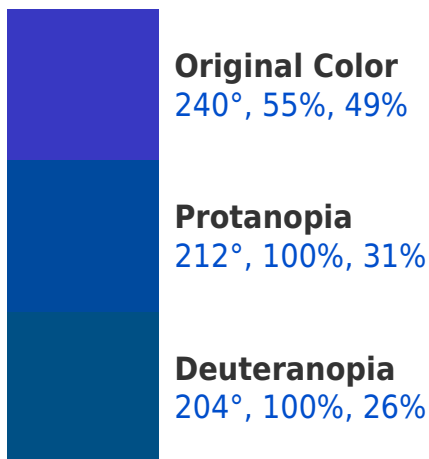 Original Color
240°, 55%, 49%
Protanopia
212°, 100%, 31%
Deuteranopia
204°, 100%, 26%